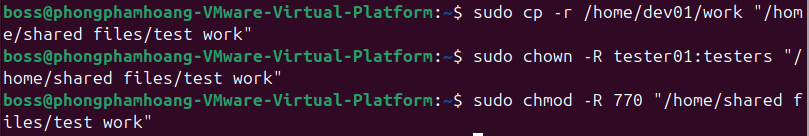 boss@phongphamhoang-VMware-Virtual-Platform:~$ sudo cp -r /home/dev01/work "/hom
e/shared files/test work"
boss@phongphamhoang-VMware-Virtual-Platform:~$ sudo chown -R tester01:testers "/
home/shared files/test work"
boss@phongphamhoang-VMware-Virtual-Platform:~$ sudo chmod -R 770 "/home/shared f
iles/test work"